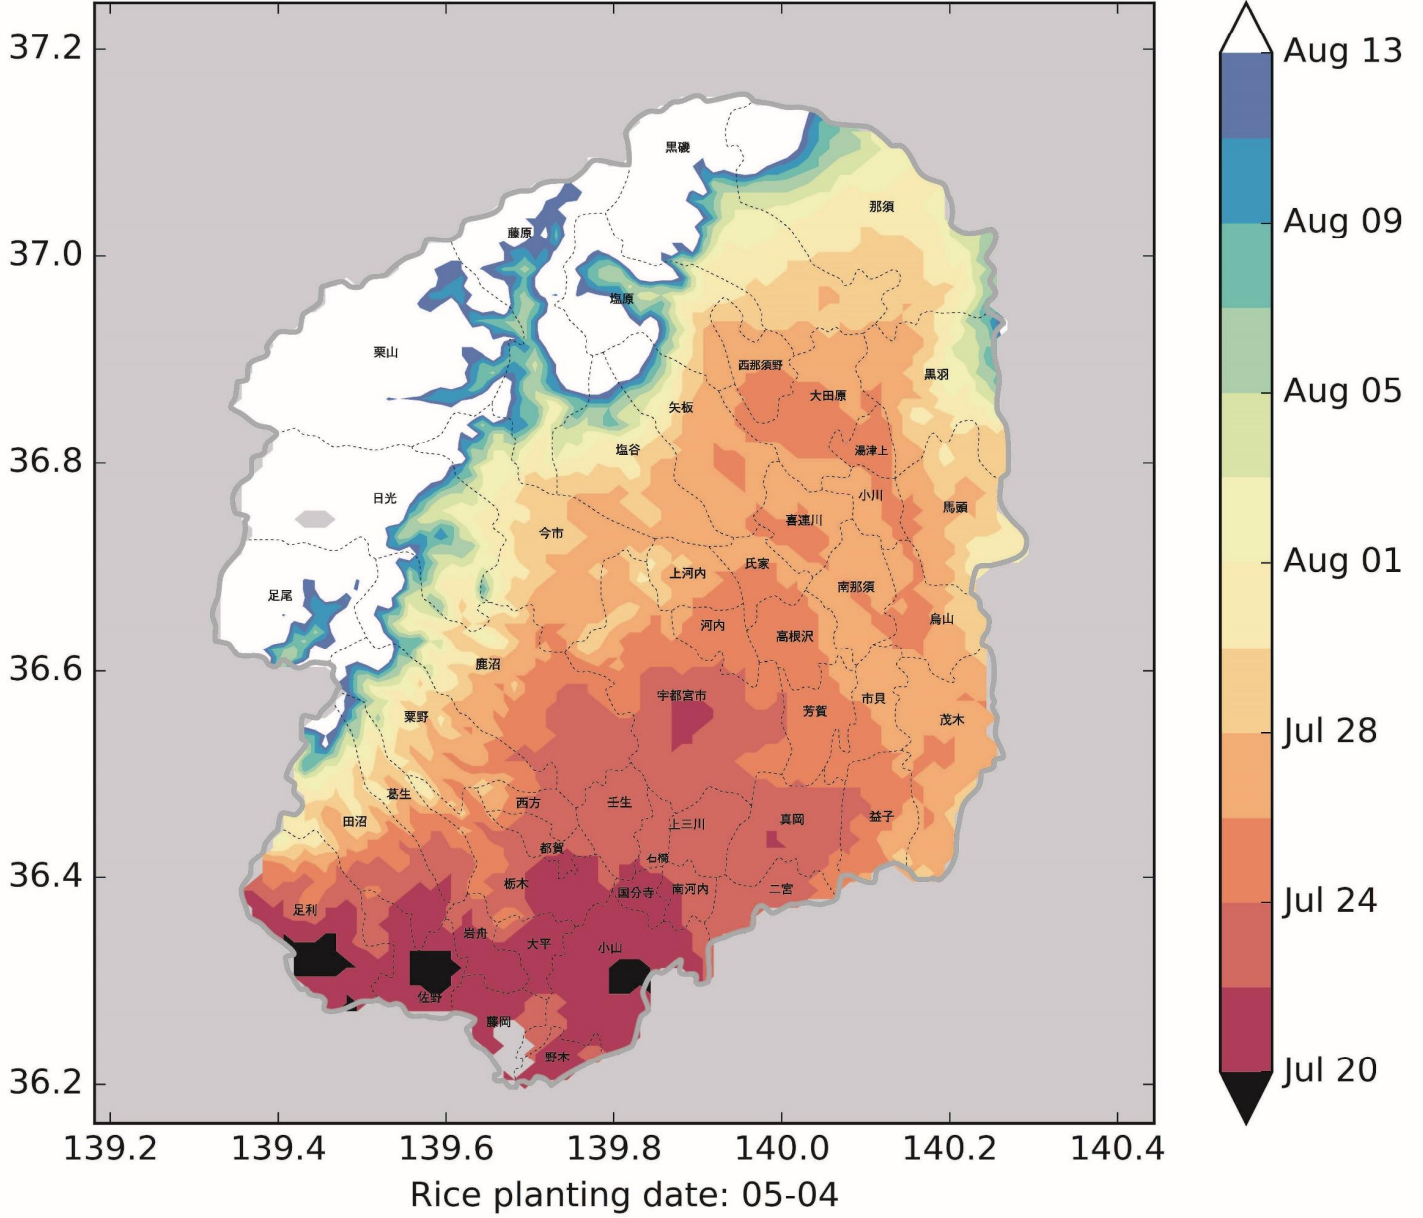 37.2
37.0
36.8
36.6
36.4
36.2
黒磯
那須
藤原
塩原
栗山
西那須野
黒羽
大田原
矢板
塩谷
湯津上
日光
小川
馬頭
喜連川
今市
氏家
上河内
南那須
足尾
烏山
河内
高根沢
鹿沼
宇都宮市
市貝
粟野
芳賀
茂木
葛生
西方
壬生
田沼
上三川
真岡
益子
都賀
石橋
栃木
国分寺
南河内
二宮
足利
岩舟
大平
小山
佐野
藤岡
野木
139.2 139.4 139.6 139.8 140.0 140.2 140.4
Rice planting date: 05-04
Aug 13
Aug 09
Aug 05
Aug 01
Jul 28
Jul 24
Jul 20